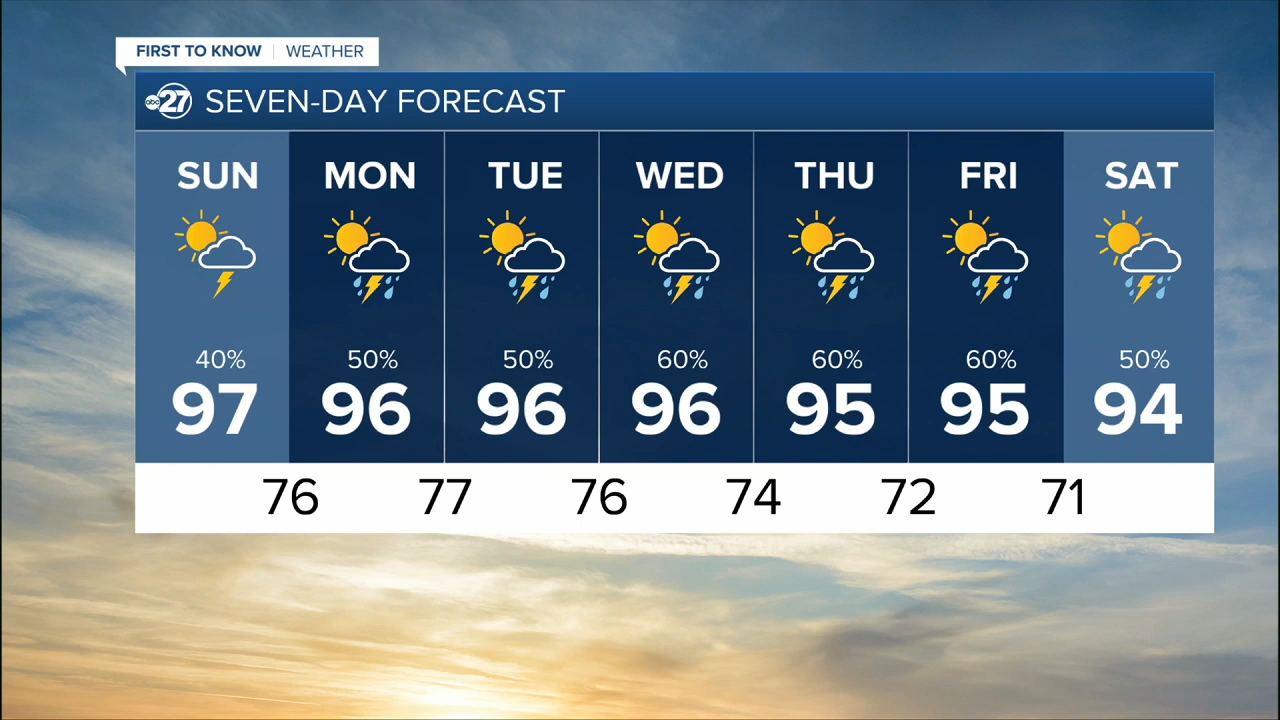 FIRST TO KNOW | WEATHER
abc 27 SEVEN-DAY FORECAST
SUN MON TUE WED THU FRI SAT
40% 50% 50% 60% 60% 60% 50%
97 96 96 96 95 95 94
76 77 76 74 72 71